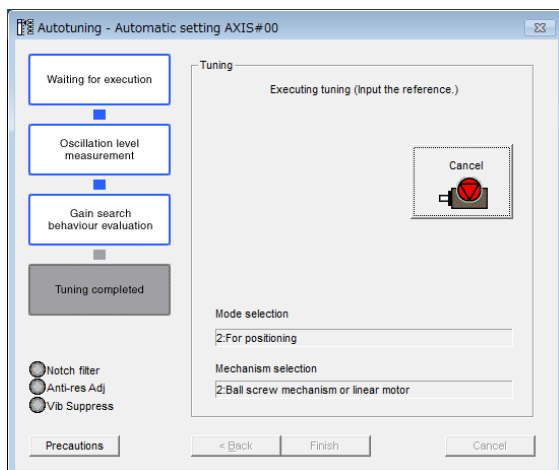 Autotuning - Automatic setting AXIS#00
Waiting for execution
Oscillation level
measurement
Gain search
behaviour evaluation
Tuning completed
Notch filter
Anti-res Adj
Vib Suppress
Precautions
Tuning
Executing tuning (Input the reference.)
Cancel
Mode selection
2:For positioning
Mechanism selection
2:Ball screw mechanism or linear motor
< Back
Finish
Cancel